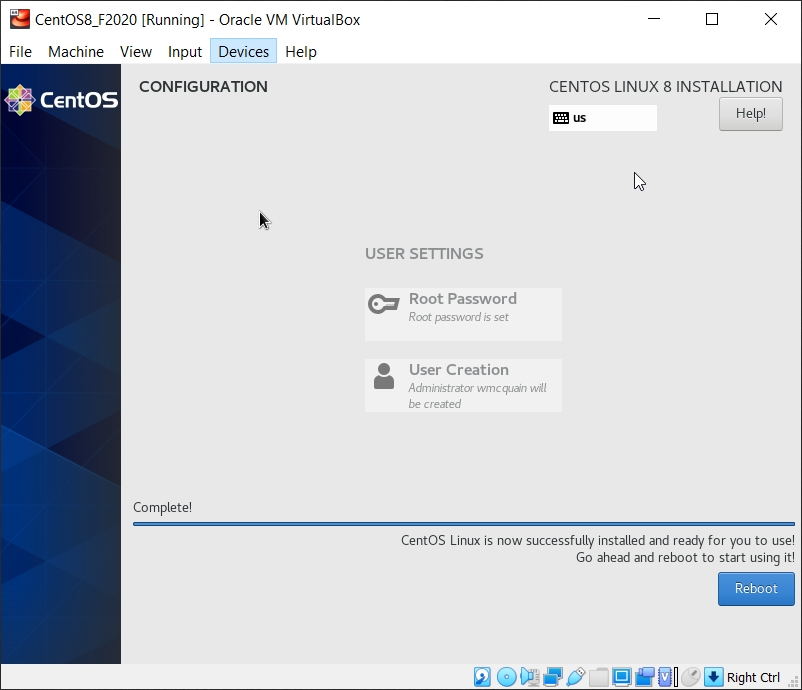 CentOS8_F2020 [Running] - Oracle VM VirtualBox
File Machine View Input Devices Help
CentOS
CONFIGURATION
CENTOS LINUX 8 INSTALLATION
us
Help!
USER SETTINGS
Root Password
Root password is set
User Creation
Administrator wmcquain will
be created
Complete!
CentOS Linux is now successfully installed and ready for you to use!
Go ahead and reboot to start using it!
Reboot
V
Right Ctrl